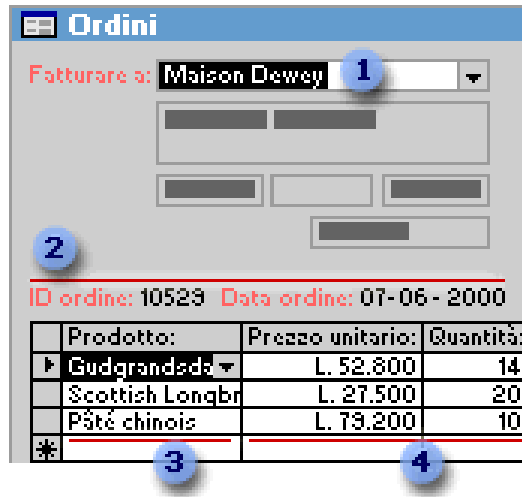 Ordini
Fatturare a: Maison Dewey 1
2
ID ordine: 10529 Data ordine: 07-06-2000
Prodotto: Prezzo unitario: Quantità:
Gudgrandsda L. 52.800 14
Scottish Longbr L. 27.500 20
Pâté chinois L. 79.200 10
3 4